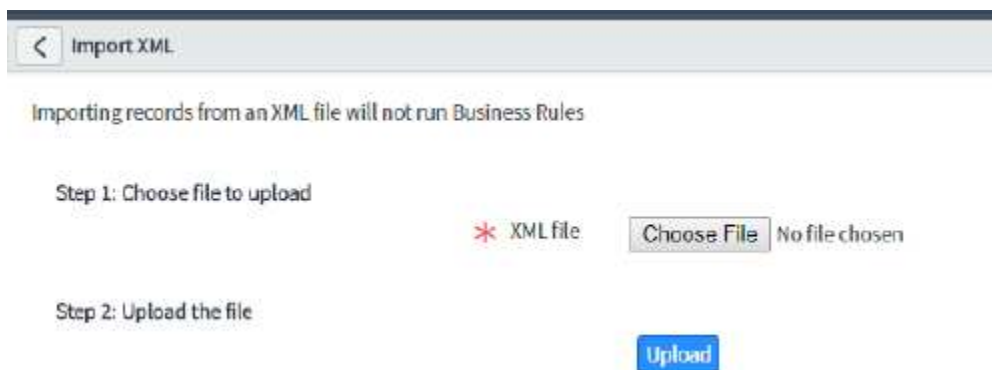 Import XML
Importing records from an XML file will not run Business Rules
Step 1: Choose file to upload
* XML file Choose File No file chosen
Step 2: Upload the file
Upload